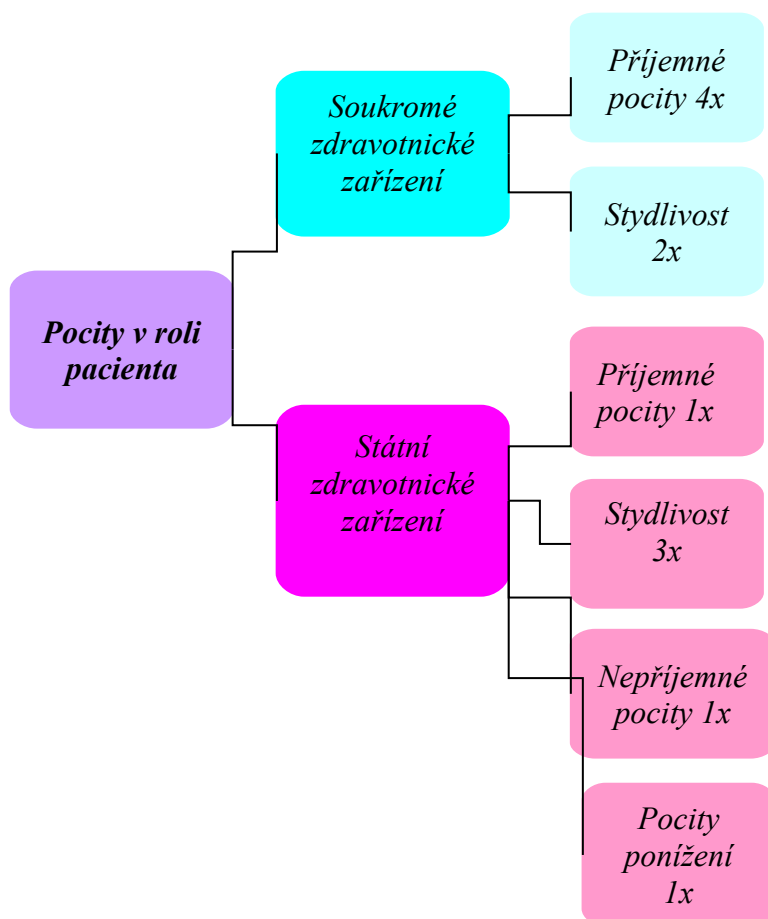 Pocity v roli
pacienta
Soukromé
zdravotnické
zařízení
Příjemné
pocity 4x
Stydlivost
2x
Státní
zdravotnické
zařízení
Příjemné
pocity 1x
Stydlivost
3x
Nepříjemné
pocity 1x
Pocity
ponížení
1x